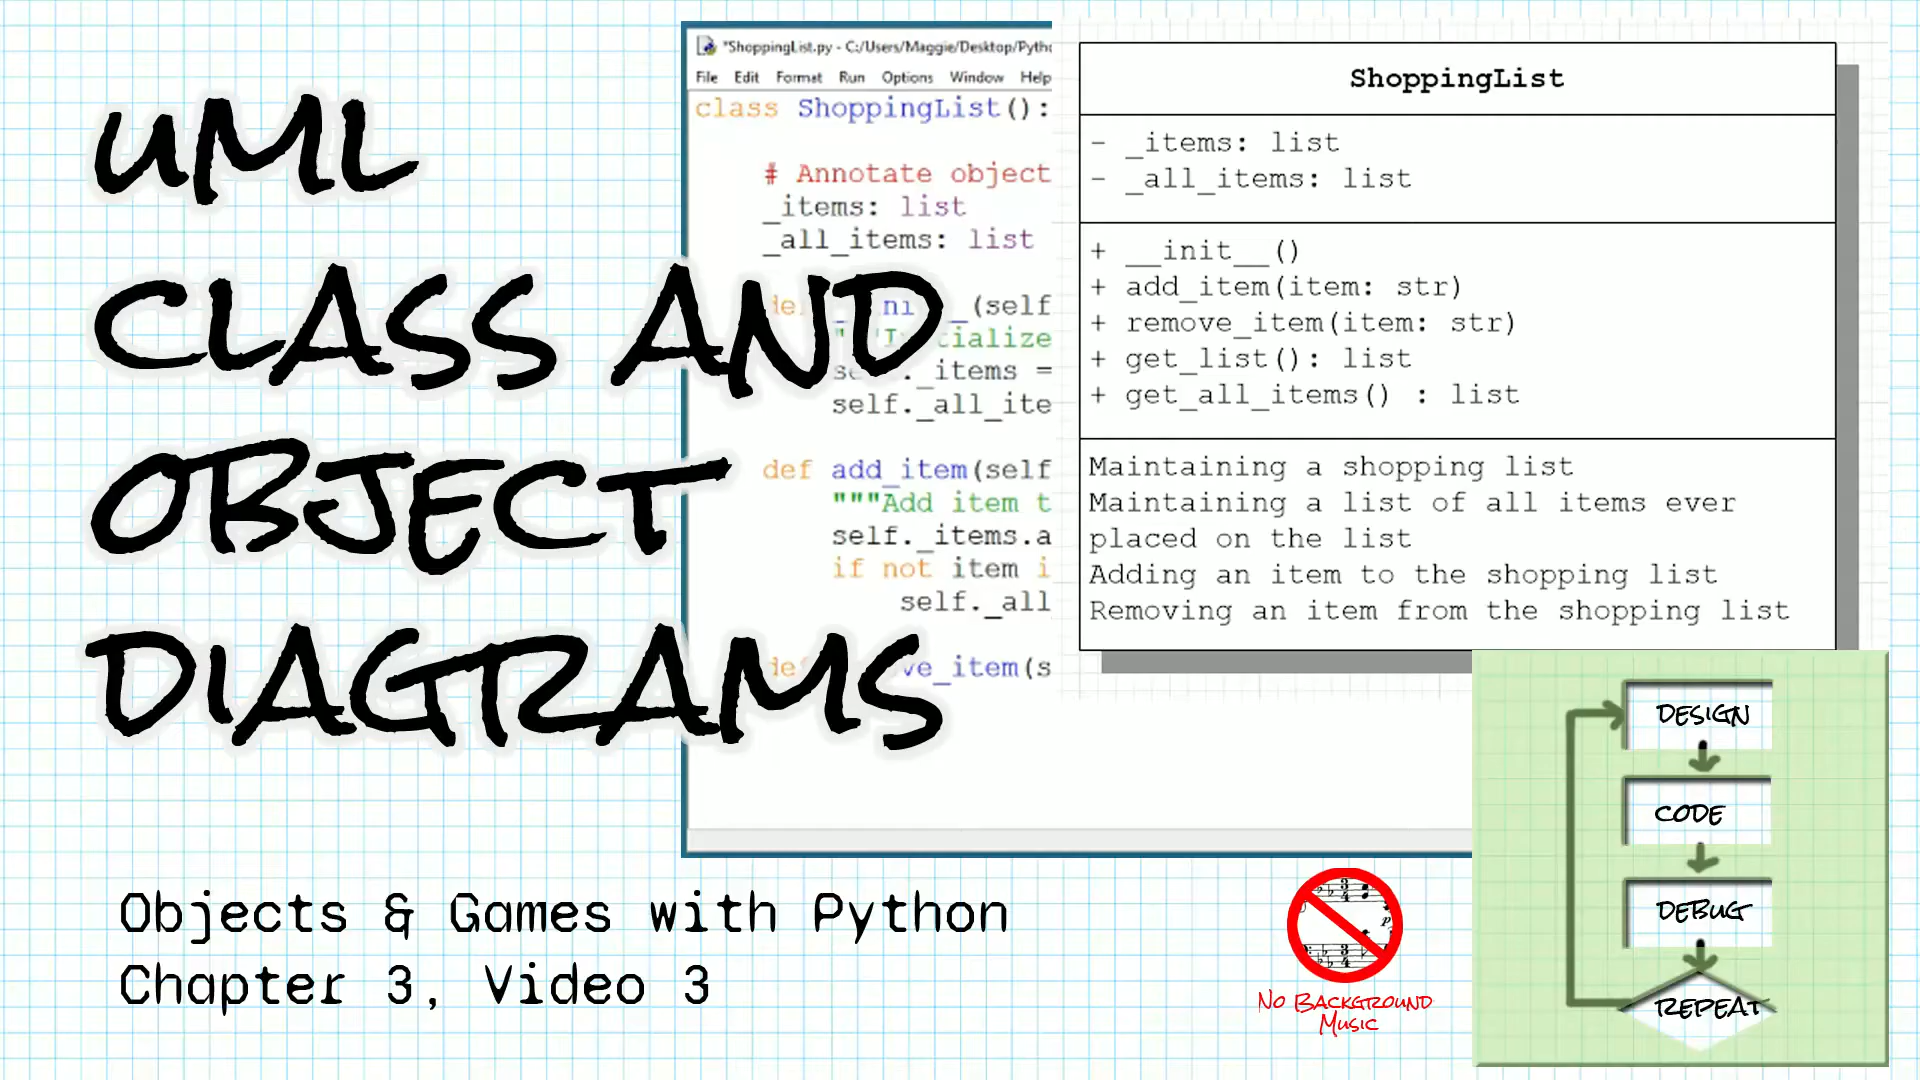 UML
CLASS AND
OBJECT
DIAGRAMS
Objects & Games with Python
Chapter 3, Video 3
*ShoppingList.py - C:/Users/Maggie/Desktop/Pytho
File Edit Format Run Options Window Help
class ShoppingList():
# Annotate object
_items: list
_all_items: list
(self
self._items =
self._all_ite
def add_item(self
"""Add item t
self._items.a
if not item i
self._all
ve_item(s
ShoppingList
- _items: list
- _all_items: list
+ __init__()
+ add_item(item: str)
+ remove_item(item: str)
+ get_list(): list
+ get_all_items() : list
Maintaining a shopping list
Maintaining a list of all items ever
placed on the list
Adding an item to the shopping list
Removing an item from the shopping list
NO BACKGROUND
MUSIC
DESIGN
CODE
DEBUG
REPEAT